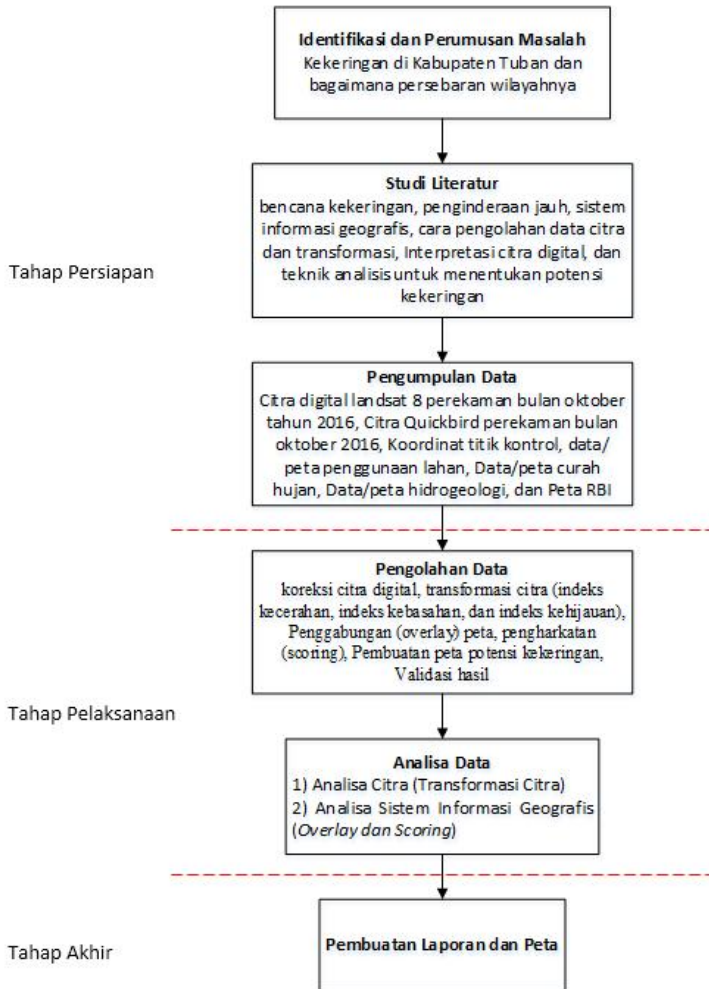 Identifikasi dan Perumusan Masalah
Kekeringan di Kabupaten Tuban dan
bagaimana persebaran wilayahnya
Studi Literatur
bencana kekeringan, penginderaan jauh, sistem
informasi geografis, cara pengolahan data citra
dan transformasi, Interpretasi citra digital, dan
teknik analisis untuk menentukan potensi
kekeringan
Tahap Persiapan
Pengumpulan Data
Citra digital landsat 8 perekaman bulan oktober
tahun 2016, Citra Quickbird perekaman bulan
oktober 2016, Koordinat titik kontrol, data/
peta penggunaan lahan, Data/peta curah
hujan, Data/peta hidrogeologi, dan Peta RBI
Pengolahan Data
koreksi citra digital, transformasi citra (indeks
kecerahan, indeks kebasahan, dan indeks kehijauan),
Penggabungan (overlay) peta, pengharkatan
(scoring), Pembuatan peta potensi kekeringan,
Validasi hasil
Tahap Pelaksanaan
Analisa Data
1) Analisa Citra (Transformasi Citra)
2) Analisa Sistem Informasi Geografis
(Overlay dan Scoring)
Pembuatan Laporan dan Peta
Tahap Akhir